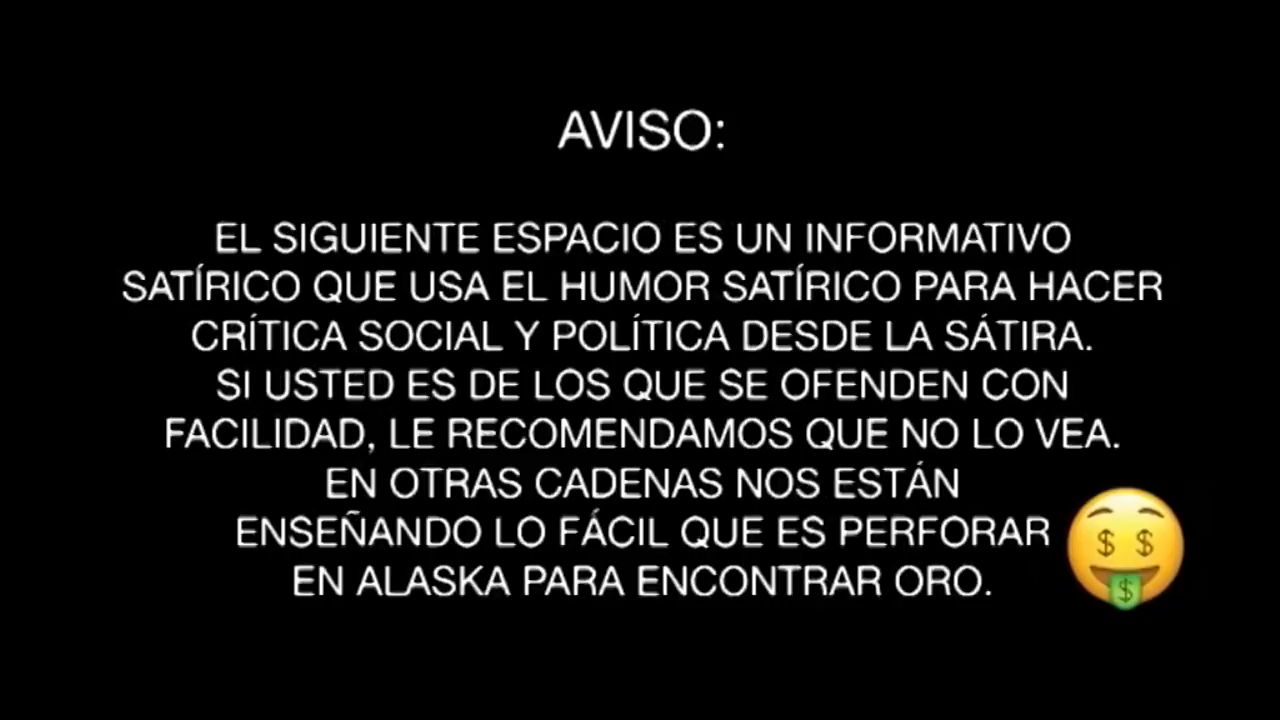 AVISO:
EL SIGUIENTE ESPACIO ES UN INFORMATIVO
SATÍRICO QUE USA EL HUMOR SATÍRICO PARA HACER
CRÍTICA SOCIAL Y POLÍTICA DESDE LA SÁTIRA.
SI USTED ES DE LOS QUE SE OFENDEN CON
FACILIDAD, LE RECOMENDAMOS QUE NO LO VEA.
EN OTRAS CADENAS NOS ESTÁN
ENSEÑANDO LO FÁCIL QUE ES PERFORAR
EN ALASKA PARA ENCONTRAR ORO.